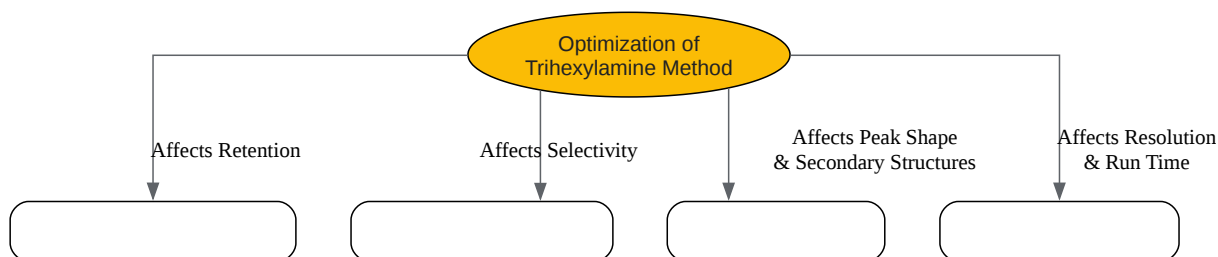 Optimization of
Trihexylamine Method
Affects Retention
Affects Selectivity
Affects Peak Shape
& Secondary Structures
Affects Resolution
& Run Time